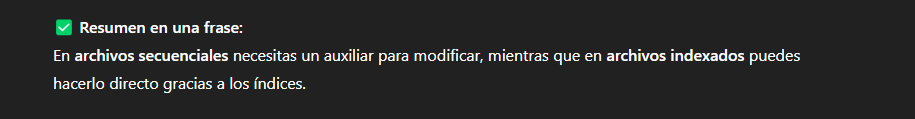 ✅ Resumen en una frase:
En archivos secuenciales necesitas un auxiliar para modificar, mientras que en archivos indexados puedes
hacerlo directo gracias a los índices.